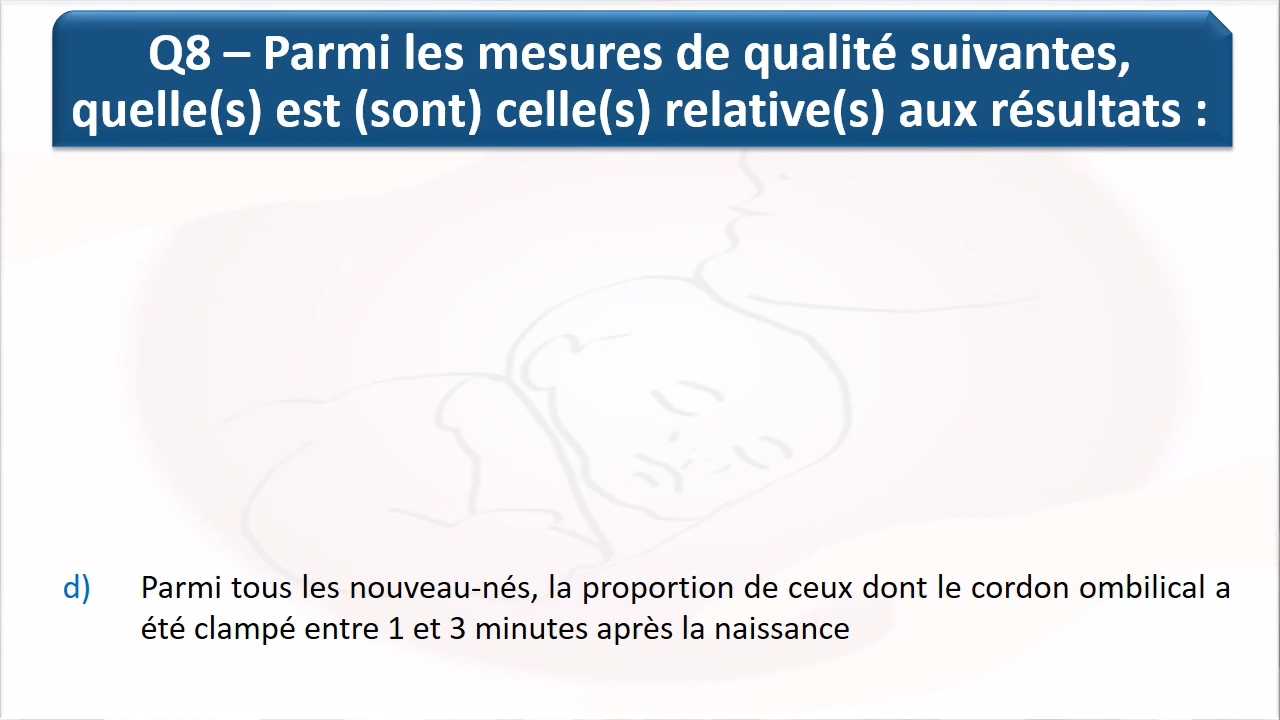 Q8 – Parmi les mesures de qualité suivantes,
quelle(s) est (sont) celle(s) relative(s) aux résultats :
d) Parmi tous les nouveau-nés, la proportion de ceux dont le cordon ombilical a
été clampé entre 1 et 3 minutes après la naissance